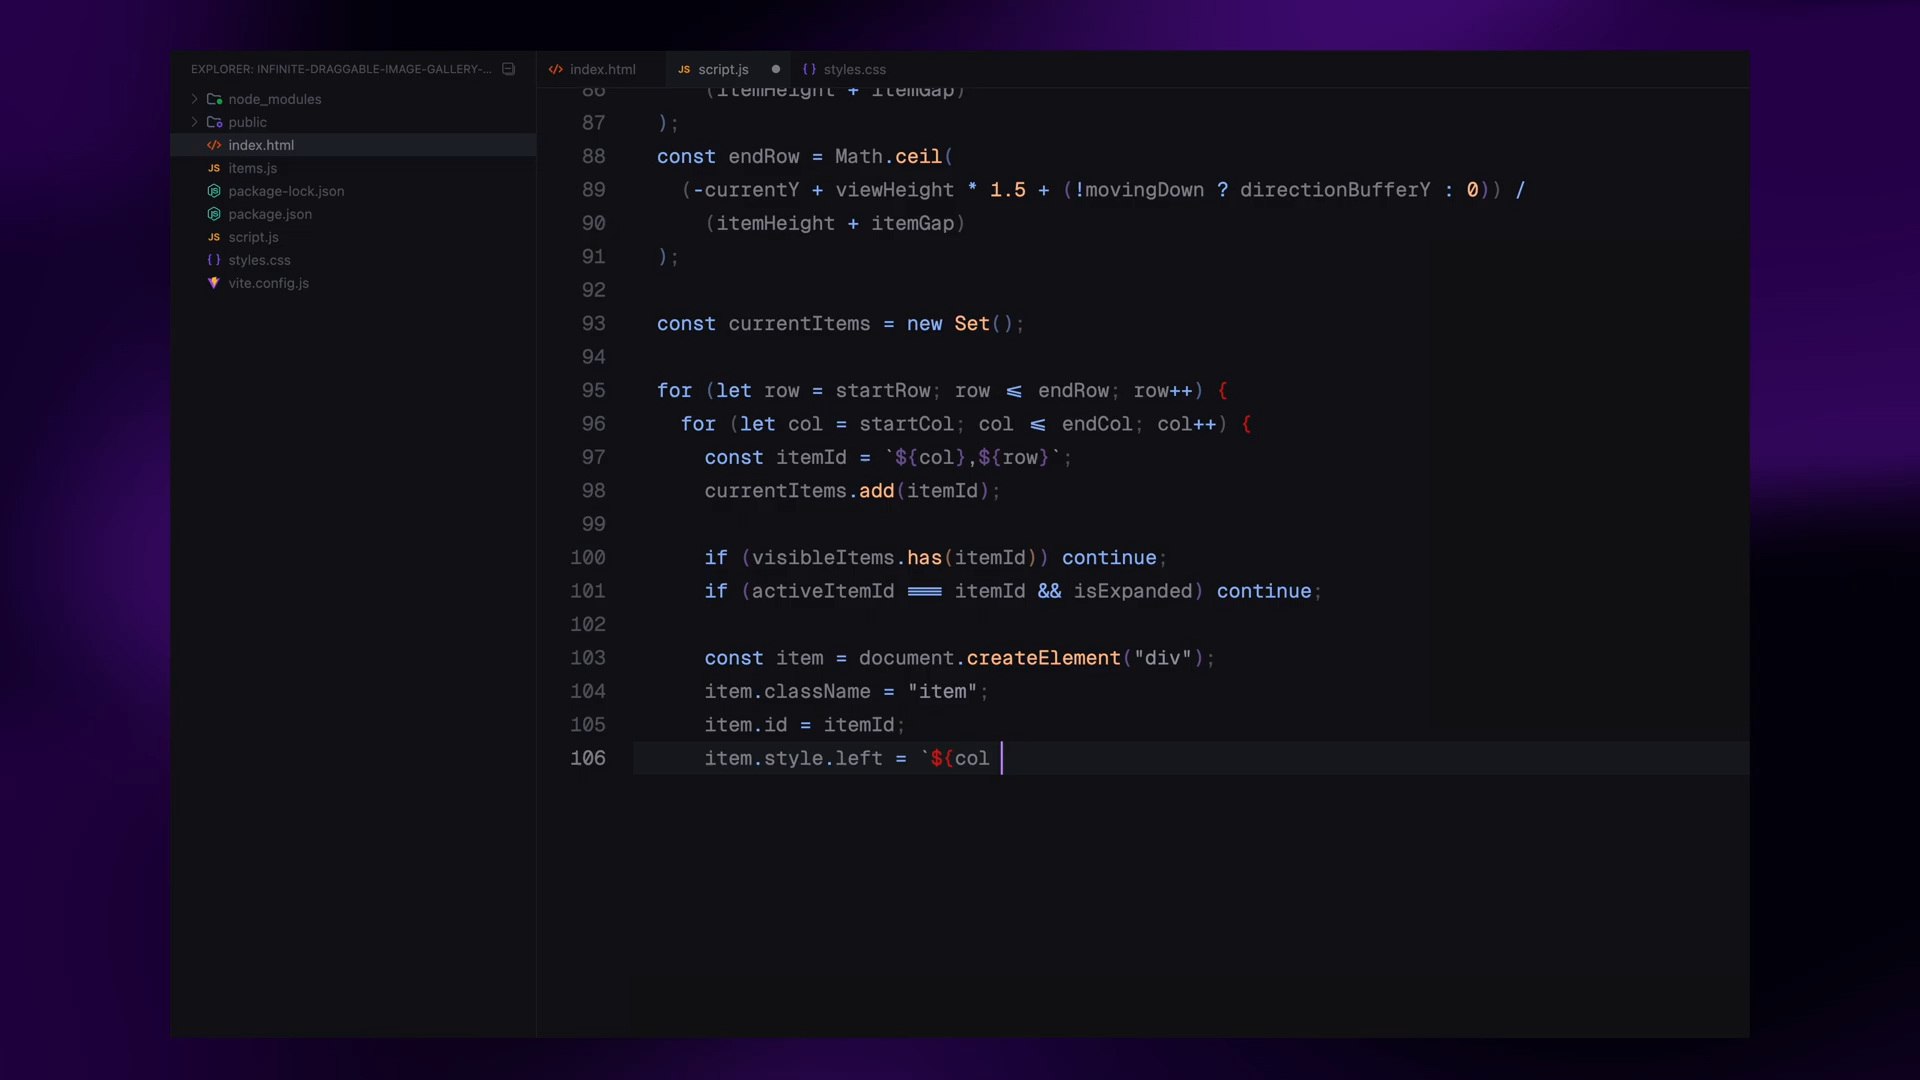 EXPLORER: INFINITE-DRAGGABLE-IMAGE-GALLERY-...
node_modules
public
index.html
items.js
package-lock.json
package.json
script.js
styles.css
vite.config.js
index.html
script.js
styles.css
86 (itemHeight + itemGap)
87 );
88 const endRow = Math.ceil(
89 (-currentY + viewHeight * 1.5 + (!movingDown ? directionBufferY : 0)) /
90 (itemHeight + itemGap)
91 );
92
93 const currentItems = new Set();
94
95 for (let row = startRow; row <= endRow; row++) {
96 for (let col = startCol; col <= endCol; col++) {
97 const itemId = `${col},${row}`;
98 currentItems.add(itemId);
99
100 if (visibleItems.has(itemId)) continue;
101 if (activeItemId === itemId && isExpanded) continue;
102
103 const item = document.createElement("div");
104 item.className = "item";
105 item.id = itemId;
106 item.style.left = `${col